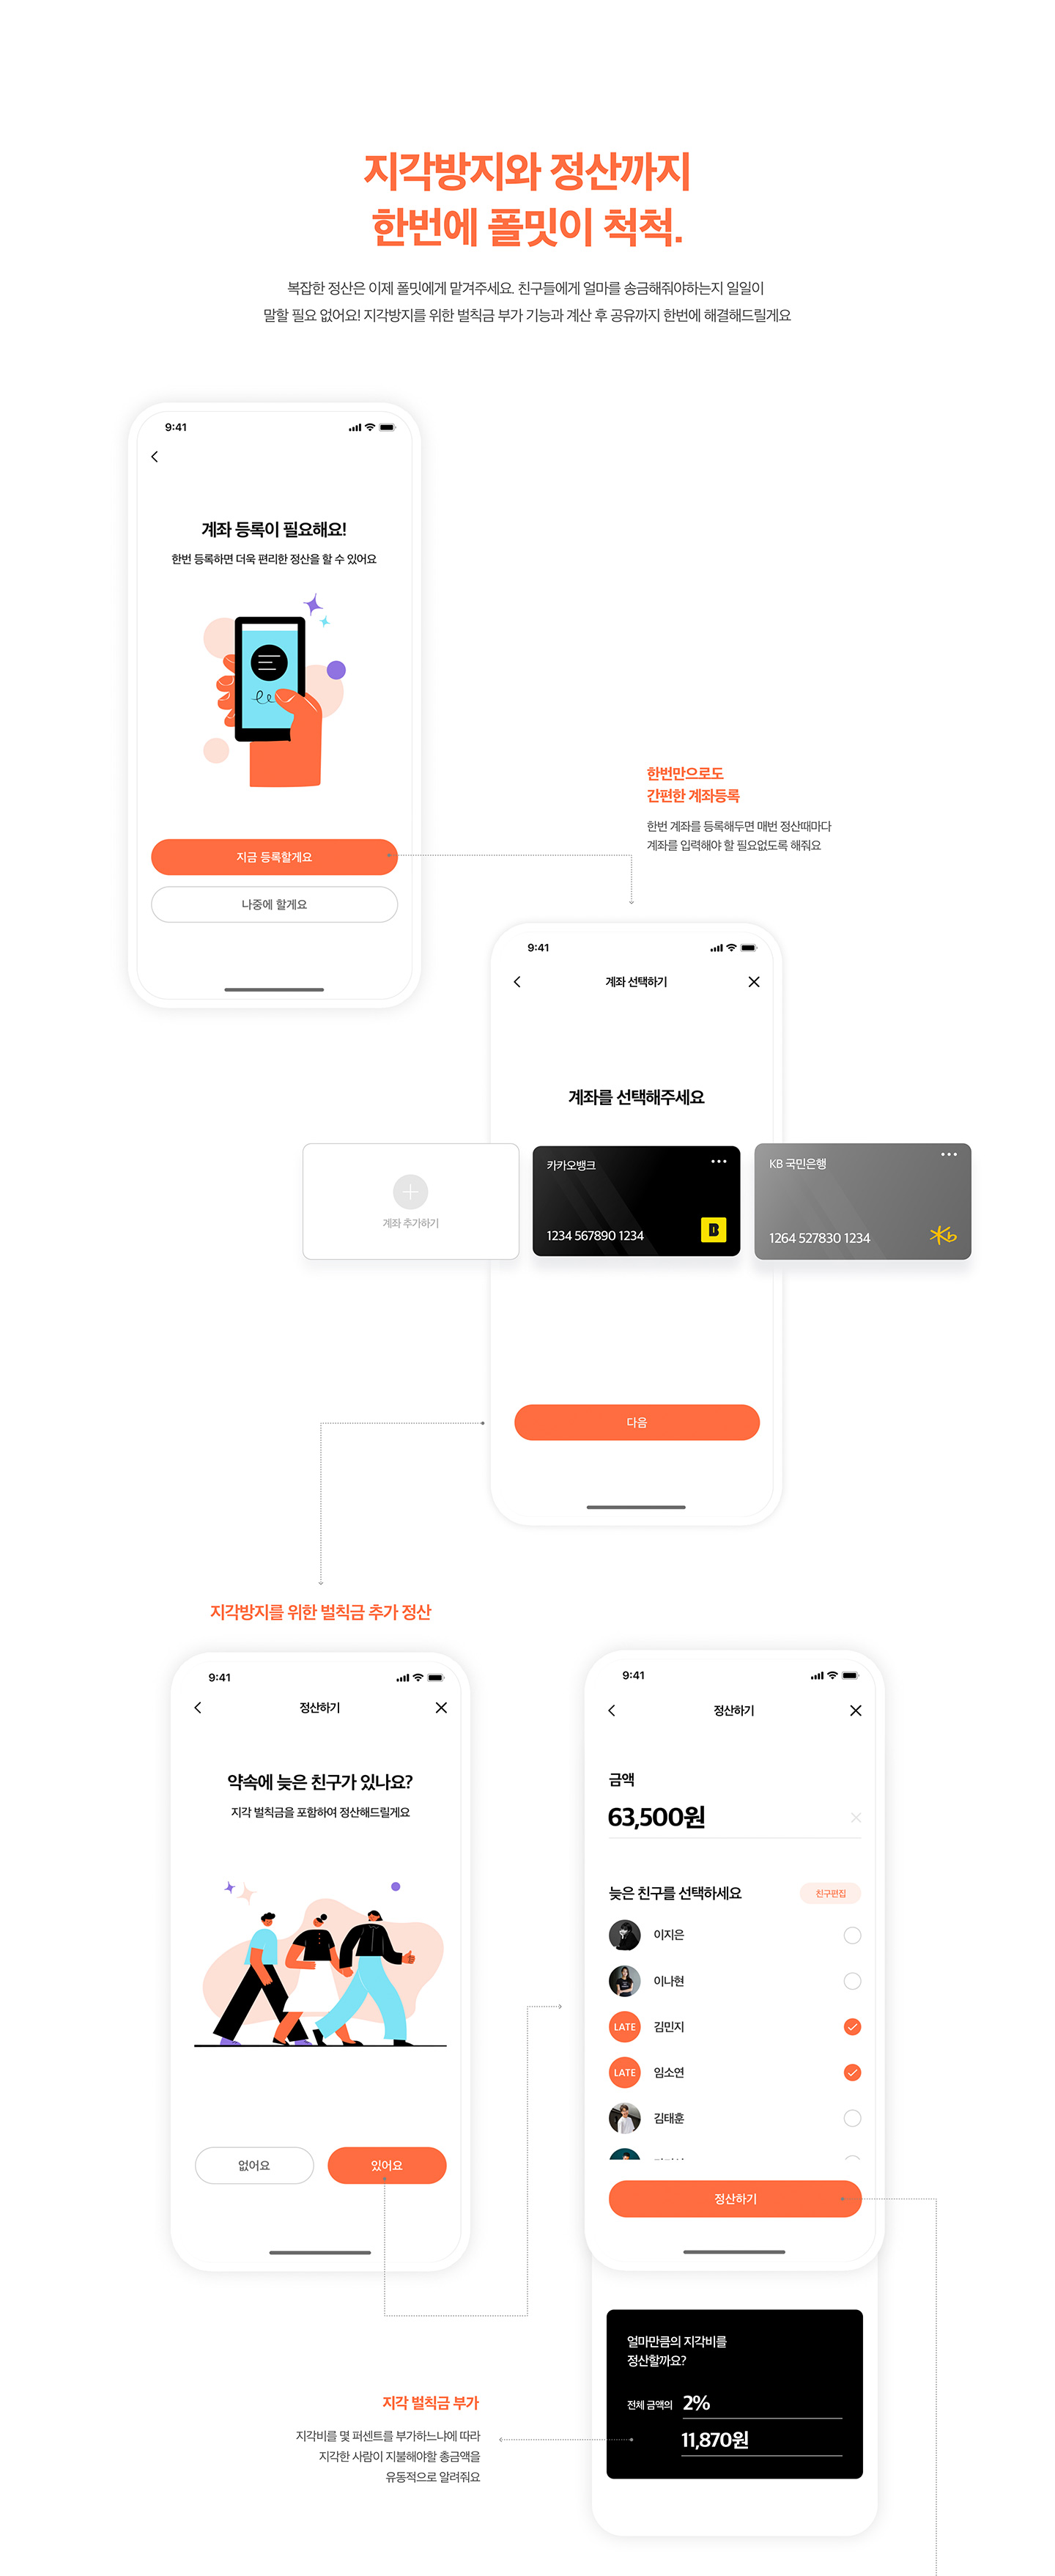 지각방지와 정산까지
한번에 폴밋이 척척.
복잡한 정산은 이제 폴밋에게 맡겨주세요. 친구들에게 얼마를 송금해줘야하는지 일일이
말할 필요 없어요! 지각방지를 위한 벌칙금 부가 기능과 계산 후 공유까지 한번에 해결해드릴게요
9:41
계좌 등록이 필요해요!
한번 등록하면 더욱 편리한 정산을 할 수 있어요
지금 등록할게요
나중에 할게요
한번만으로도
간편한 계좌등록
한번 계좌를 등록해두면 매번 정산때마다
계좌를 입력해야 할 필요없도록 해줘요
9:41
계좌 선택하기
계좌를 선택해주세요
계좌 추가하기
카카오뱅크
1234 567890 1234
B
KB 국민은행
1264 527830 1234
다음
지각방지를 위한 벌칙금 추가 정산
9:41
정산하기
약속에 늦은 친구가 있나요?
지각 벌칙금을 포함하여 정산해드릴게요
없어요
있어요
9:41
정산하기
금액
63,500원
늦은 친구를 선택하세요
친구편집
이지은
이나현
LATE 김민지
LATE 임소연
김태훈
정산하기
얼마만큼의 지각비를
정산할까요?
전체 금액의 2%
11,870원
지각 벌칙금 부가
지각비를 몇 퍼센트를 부가하느냐에 따라
지각한 사람이 지불해야할 총금액을
유동적으로 알려줘요